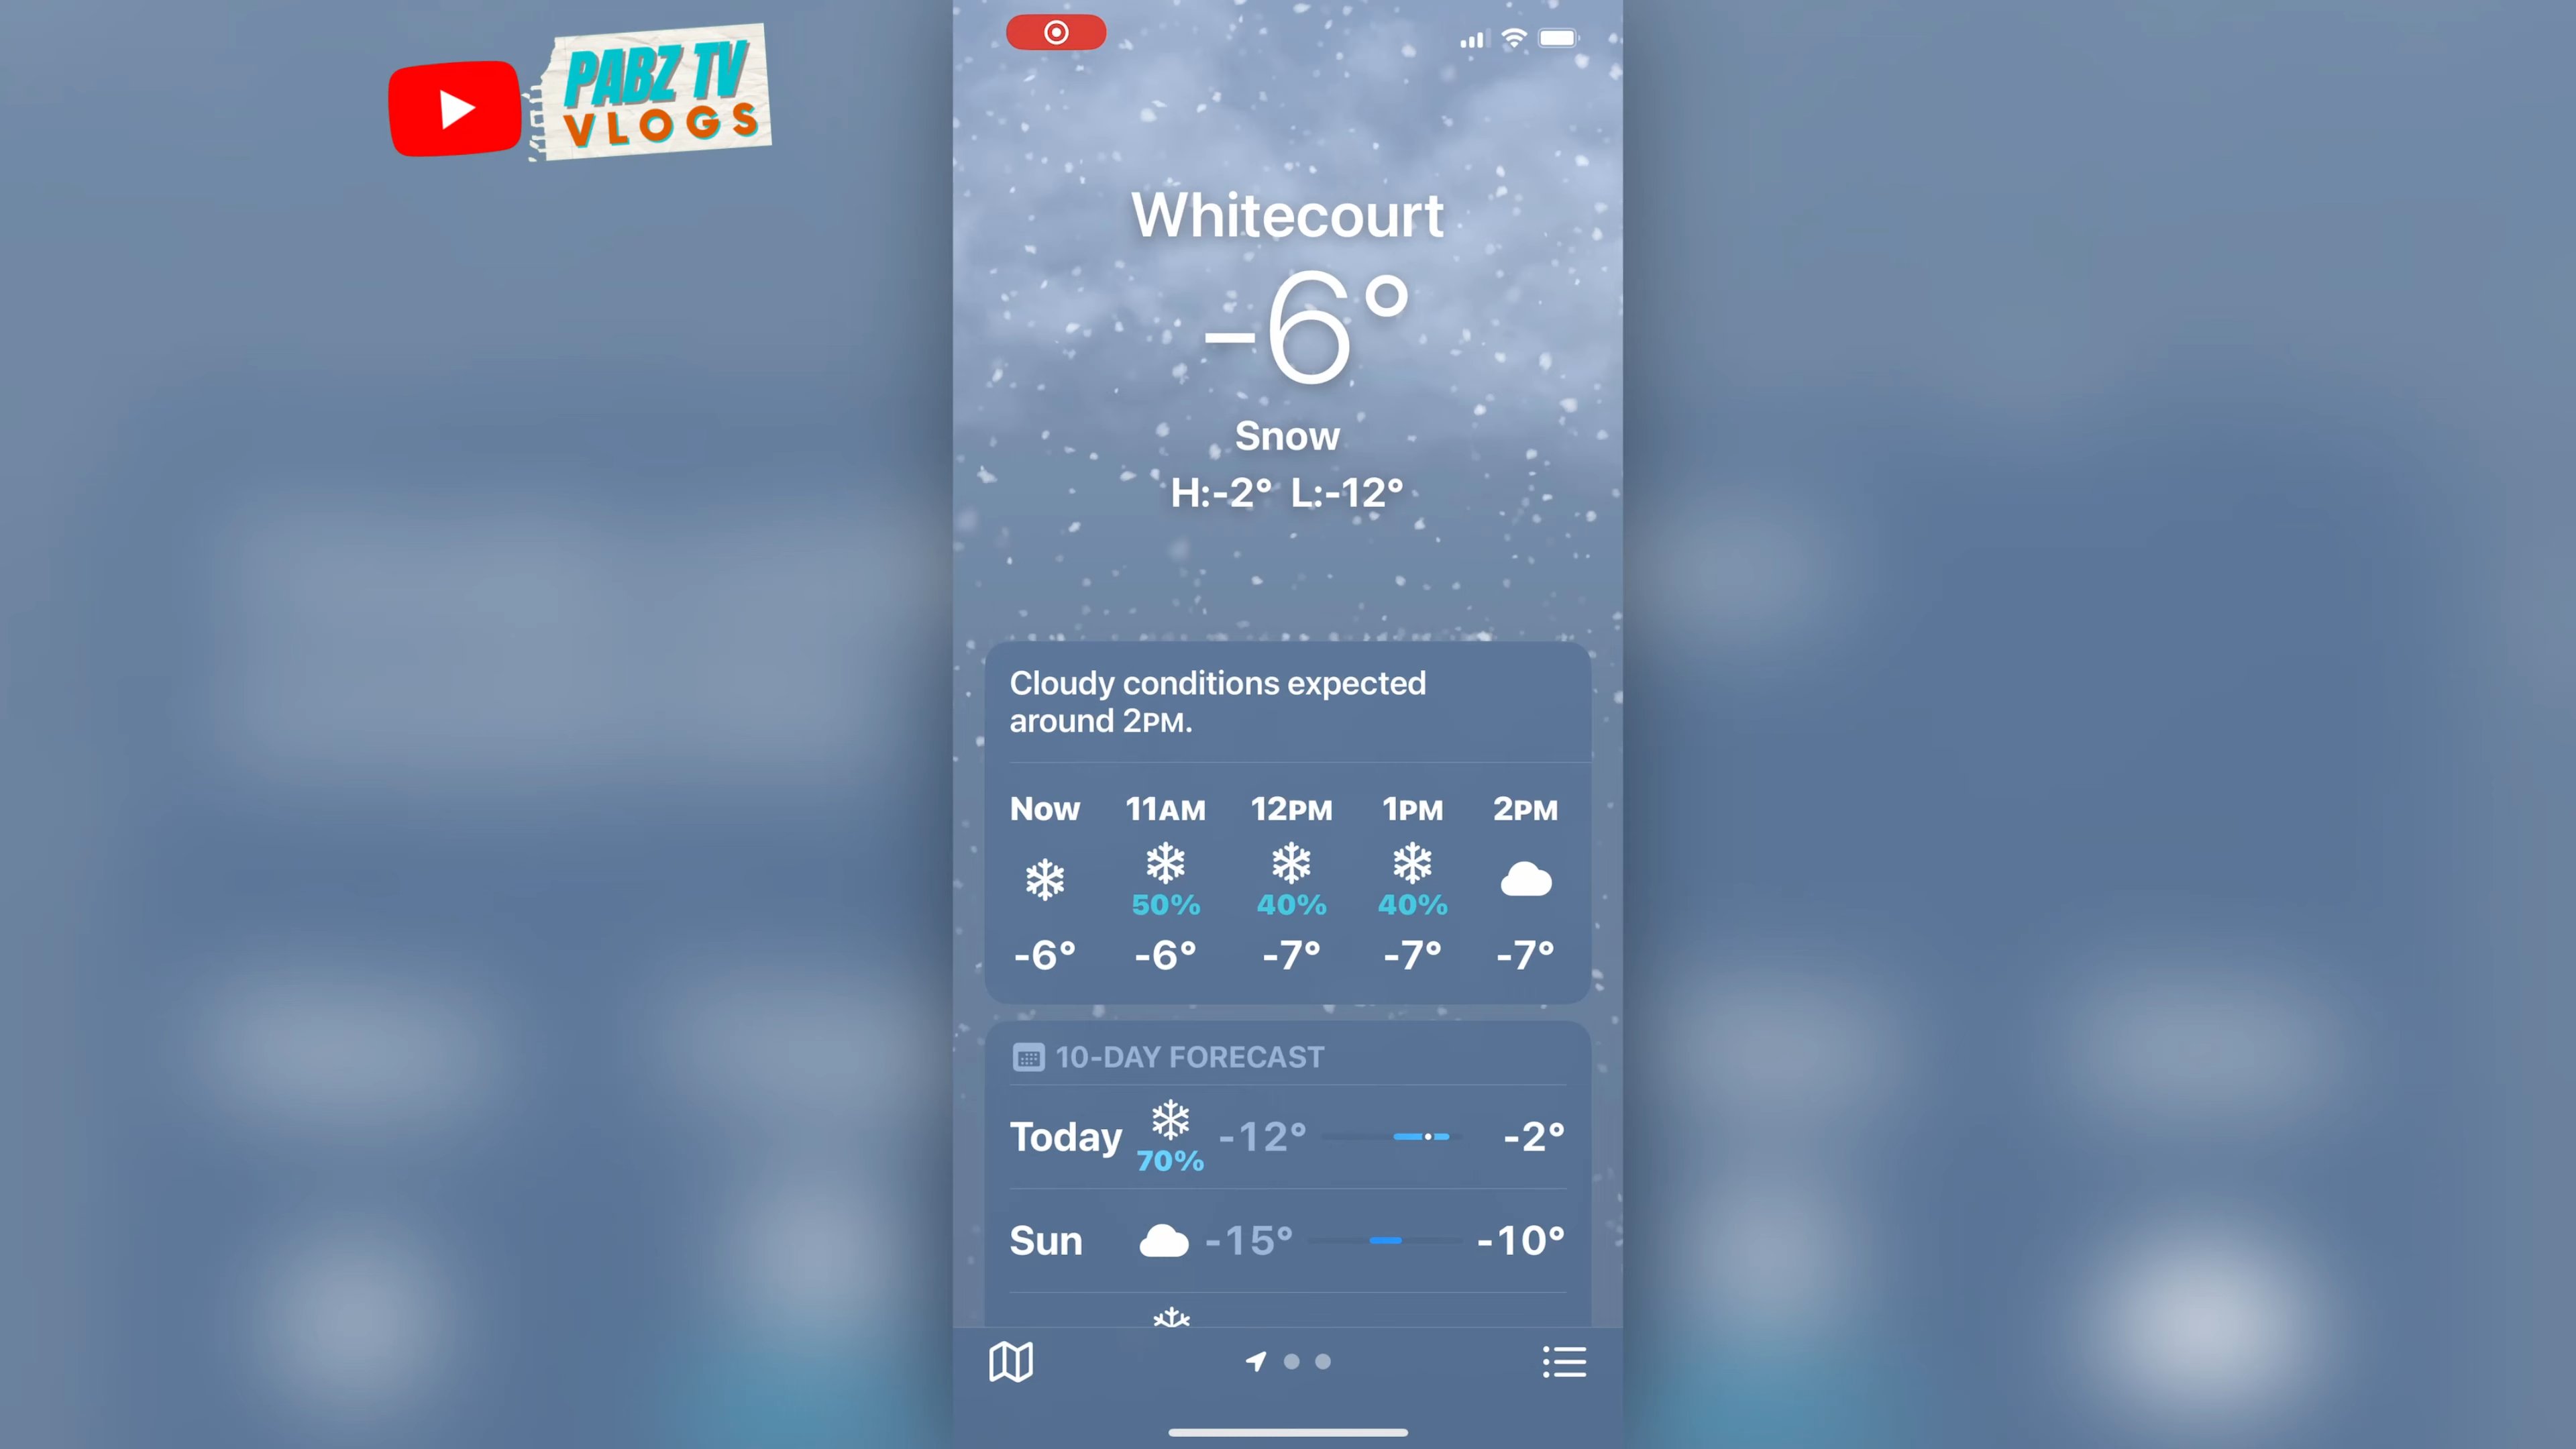 PABZ TV
VLOGS
Whitecourt
-6°
Snow
H:-2° L:-12°
Cloudy conditions expected
around 2PM.
Now 11AM 12PM 1PM 2PM
50% 40% 40%
-6° -6° -7° -7° -7°
10-DAY FORECAST
Today -12° -2°
70%
Sun -15° -10°